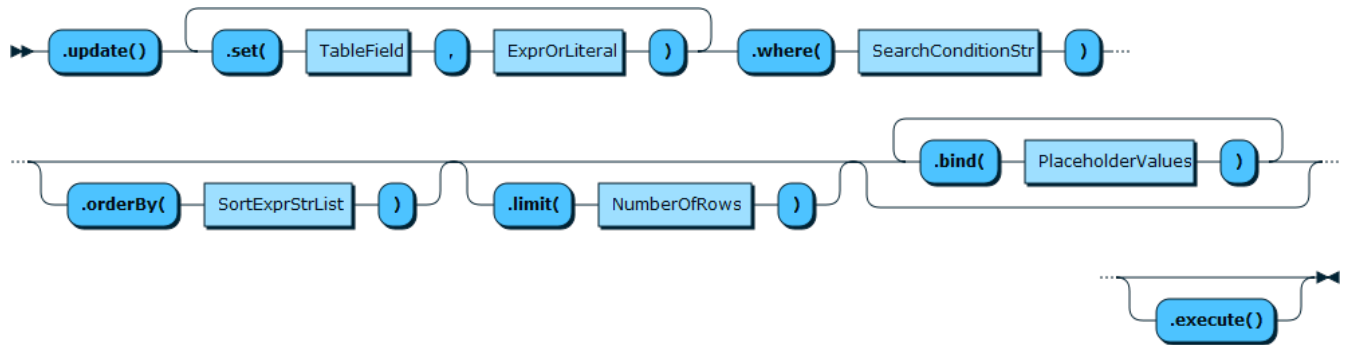 .update() .set( TableField , ExprOrLiteral ) .where( SearchConditionStr )
.orderBy( SortExprStrList ) .limit( NumberOfRows ) .bind( PlaceholderValues )
.execute()